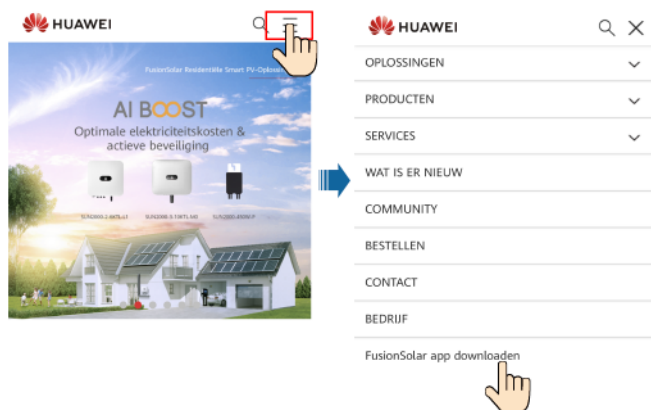 HUAWEI
FusionSolar Residentiële Smart PV-Oploss
AI BOOST
Optimale elektriciteitskosten &
actieve beveiliging
HUAWEI
OPLOSSINGEN
PRODUCTEN
SERVICES
WAT IS ER NIEUW
COMMUNITY
BESTELLEN
CONTACT
BEDRIJF
FusionSolar app downloaden